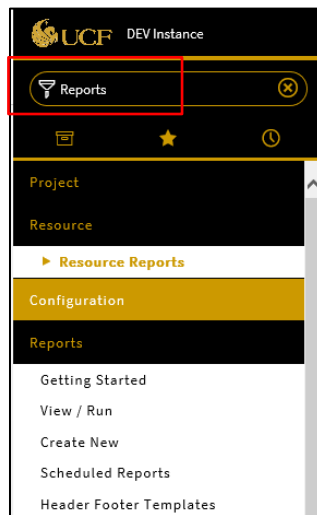 UCF DEV Instance
Reports
Project
Resource
Resource Reports
Configuration
Reports
Getting Started
View / Run
Create New
Scheduled Reports
Header Footer Templates